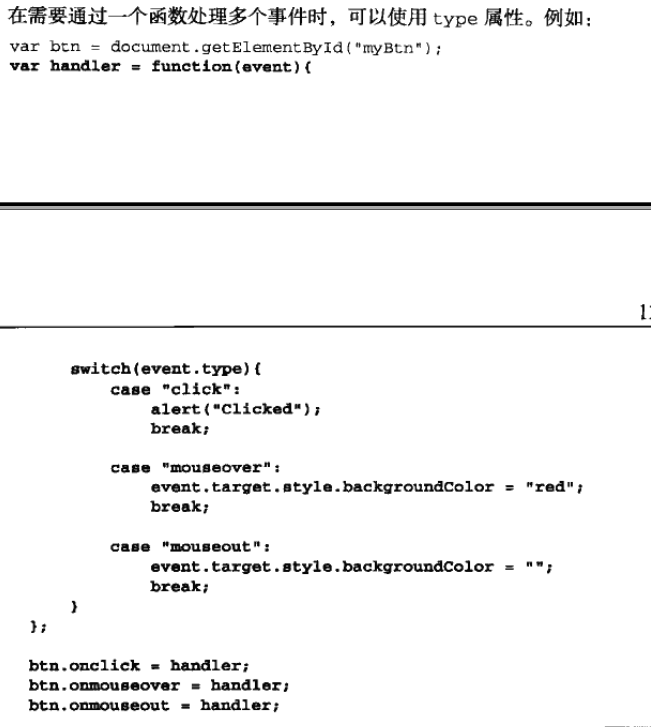 在需要通过一个函数处理多个事件时，可以使用 type 属性。例如：
var btn = document.getElementById("myBtn");
var handler = function(event){
switch(event.type){
case "click":
alert("Clicked");
break;
case "mouseover":
event.target.style.backgroundColor = "red";
break;
case "mouseout":
event.target.style.backgroundColor = "";
break;
}
};
btn.onclick = handler;
btn.onmouseover = handler;
btn.onmouseout = handler;